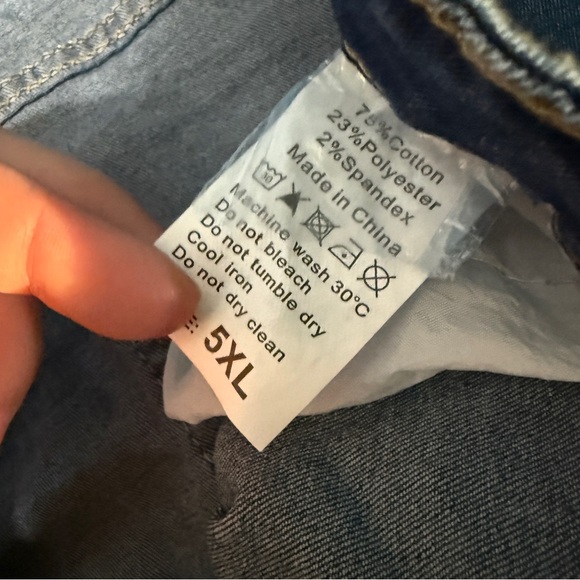 75%Cotton
23%Polyester
2%Spandex
Made in China
30
Machine wash 30°C
Do not bleach
Do not tumble dry
Cool iron
Do not dry clean
E: 5XL